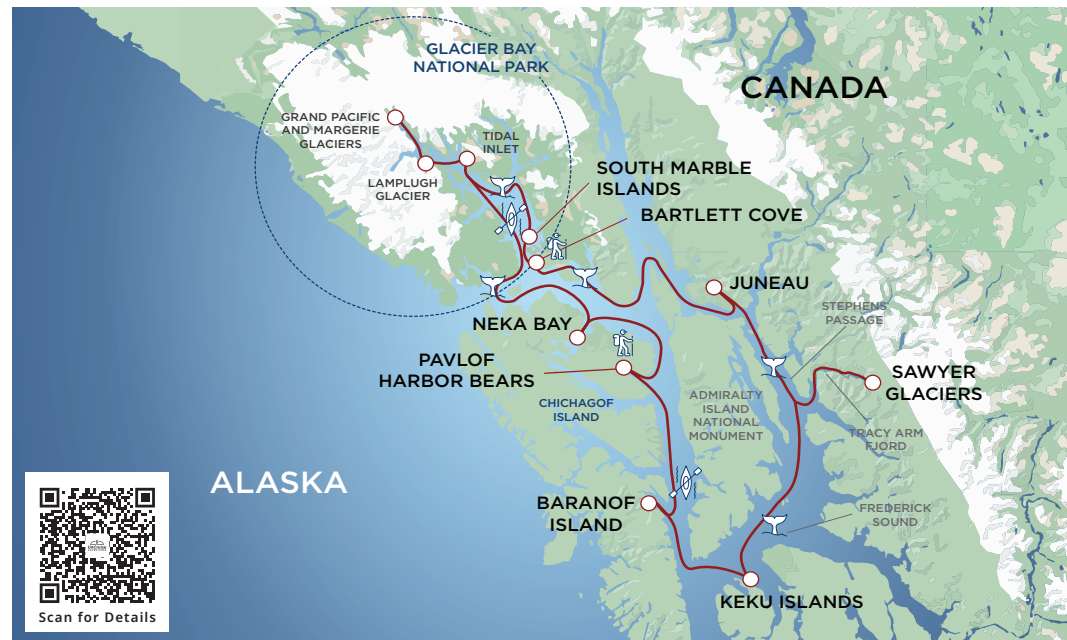 GLACIER BAY
NATIONAL PARK
CANADA
GRAND PACIFIC
AND MARGERIE
GLACIERS
TIDAL
INLET
LAMPLUGH
GLACIER
SOUTH MARBLE
ISLANDS
BARTLETT COVE
JUNEAU
STEPHENS
PASSAGE
NEKA BAY
PAVLOF
HARBOR BEARS
SAWYER
GLACIERS
CHICHAGOF
ISLAND
ADMIRALTY
ISLAND
NATIONAL
MONUMENT
TRACY ARM
FJORD
ALASKA
BARANOF
ISLAND
FREDERICK
SOUND
KEKU ISLANDS
Scan for Details